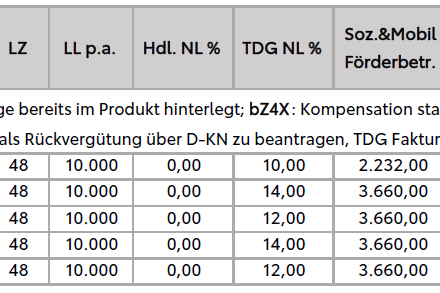 LZ LL p.a. Hdl. NL % TDG NL % Soz.&Mobil Förderbetr.
ge bereits im Produkt hinterlegt; bZ4X: Kompensation sta
als Rückvergütung über D-KN zu beantragen, TDG Faktur
48 10.000 0,00 10,00 2.232,00
48 10.000 0,00 14,00 3.660,00
48 10.000 0,00 12,00 3.660,00
48 10.000 0,00 14,00 3.660,00
48 10.000 0,00 12,00 3.660,00